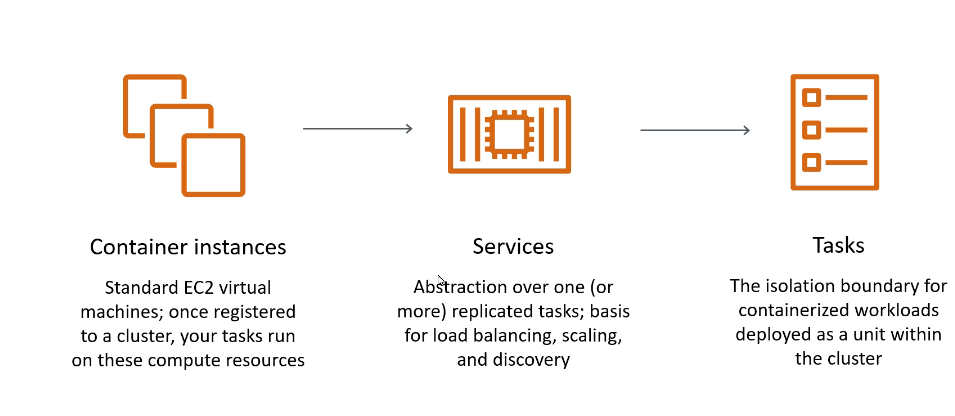 Container instances
Standard EC2 virtual
machines; once registered
to a cluster, your tasks run
on these compute resources
Services
Abstraction over one (or
more) replicated tasks; basis
for load balancing, scaling,
and discovery
Tasks
The isolation boundary for
containerized workloads
deployed as a unit within
the cluster